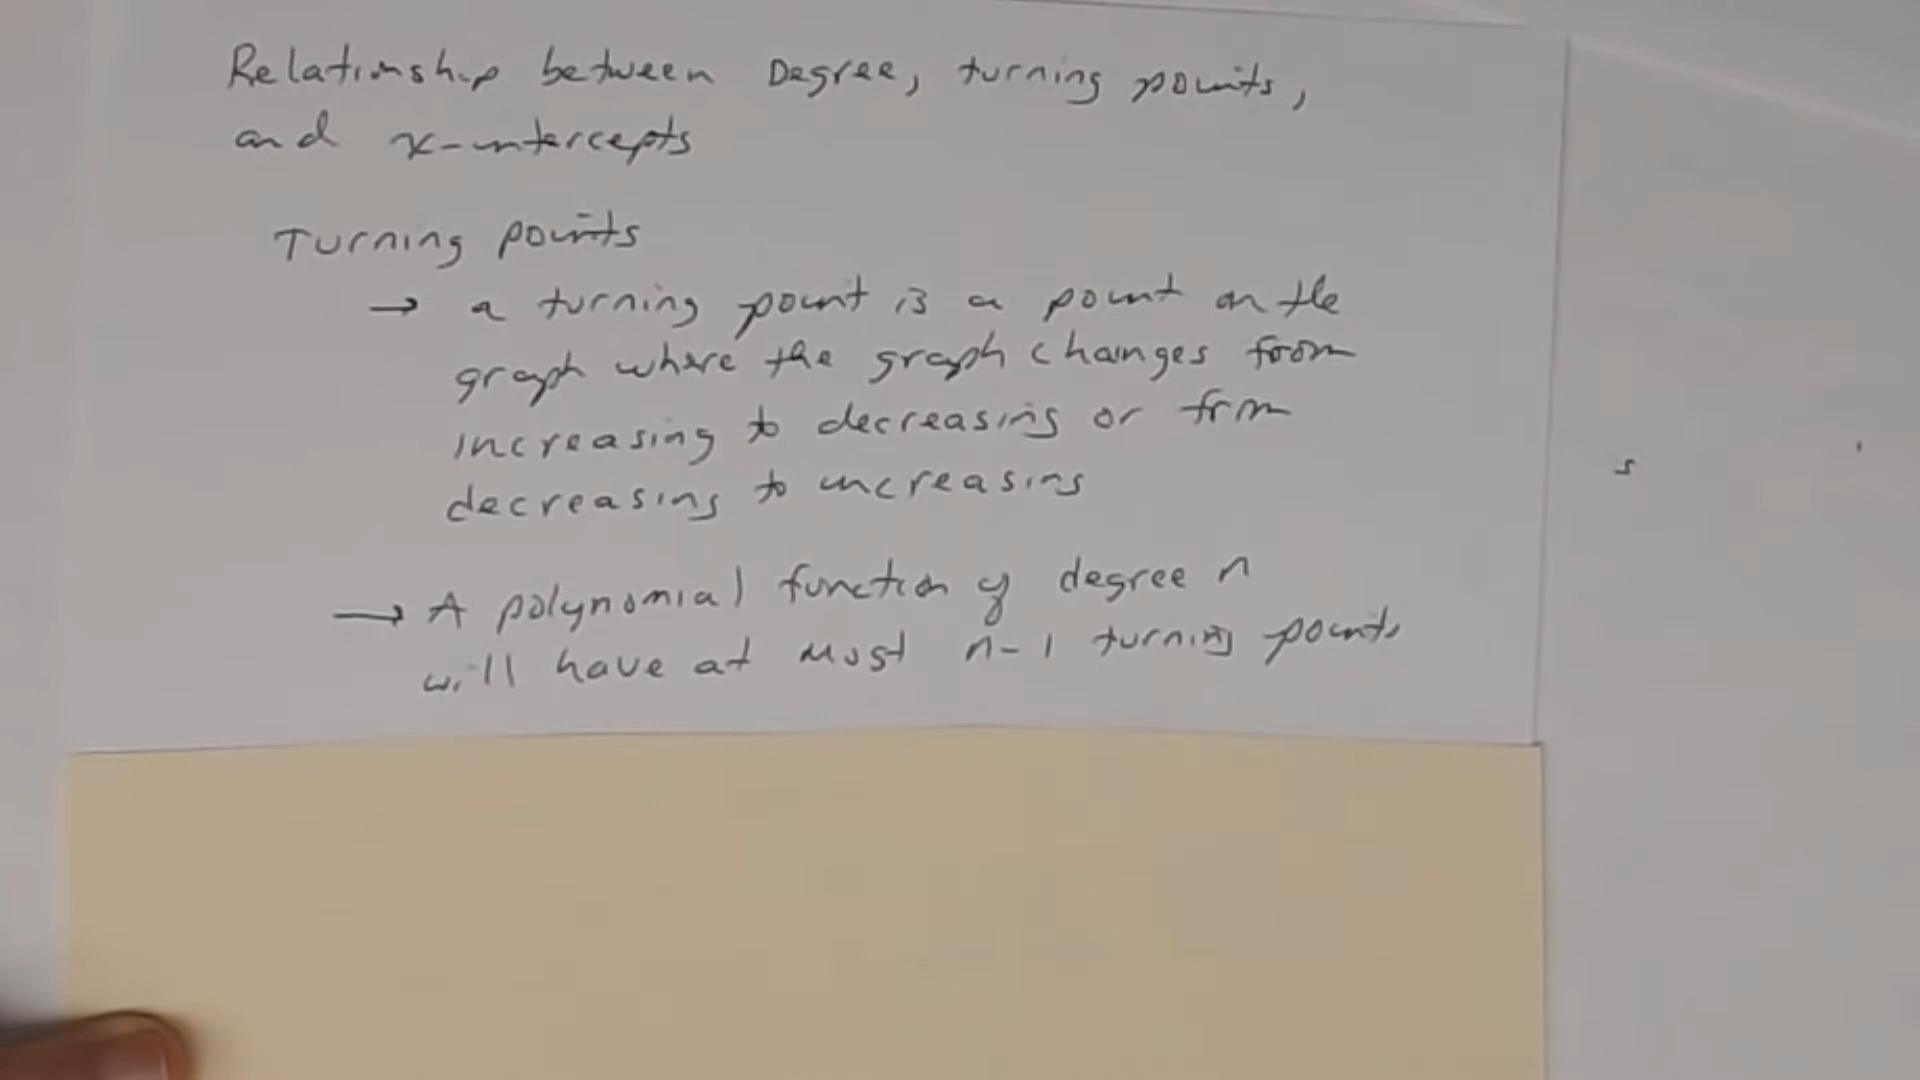 Relationship between Degree, turning points,
and x-intercepts
Turning points
→ a turning point is a point on the
graph where the graph changes from
increasing to decreasing or from
decreasing to increasing
→ A polynomial function of degree n
will have at most n-1 turning points
s